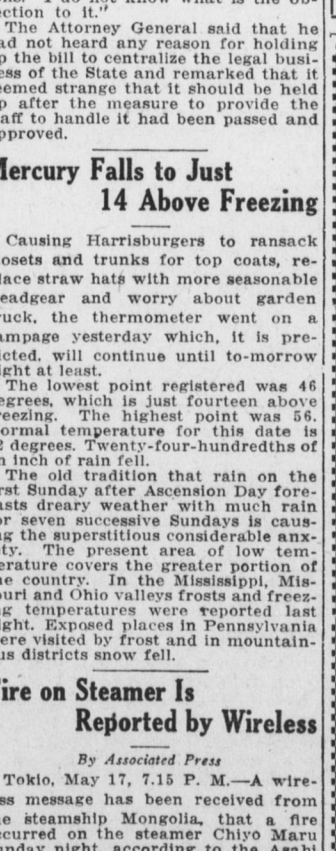 ection to it."
The Attorney General said that he
ad not heard any reason for holding
p the bill to centralize the legal busi-
ess of the State and remarked that it
eemed strange that it should be held
p after the measure to provide the
aff to handle it had been passed and
pproved.
Mercury Falls to Just
14 Above Freezing
Causing Harrisburgers to ransack
osets and trunks for top coats, re-
lace straw hats with more seasonable
eadgear and worry about garden
ruck, the thermometer went on a
ampage yesterday which, it is pre-
icted, will continue until to-morrow
ight at least.
The lowest point registered was 46
egrees, which is just fourteen above
reezing. The highest point was 56.
ormal temperature for this date is
2 degrees. Twenty-four-hundredths of
n inch of rain fell.
The old tradition that rain on the
rst Sunday after Ascension Day fore-
asts dreary weather with much rain
or seven successive Sundays is caus-
ng the superstitious considerable anx-
ty. The present area of low tem-
erature covers the greater portion of
he country. In the Mississippi, Mis-
ouri and Ohio valleys frosts and freez-
ng temperatures were reported last
ight. Exposed places in Pennsylvania
ere visited by frost and in mountain-
us districts snow fell.
ire on Steamer Is
Reported by Wireless
By Associated Press
Tokio, May 17, 7.15 P. M.—A wire-
ss message has been received from
e steamship Mongolia, that a fire
ccurred on the steamer Chiyo Maru
unday night, according to the Asahi